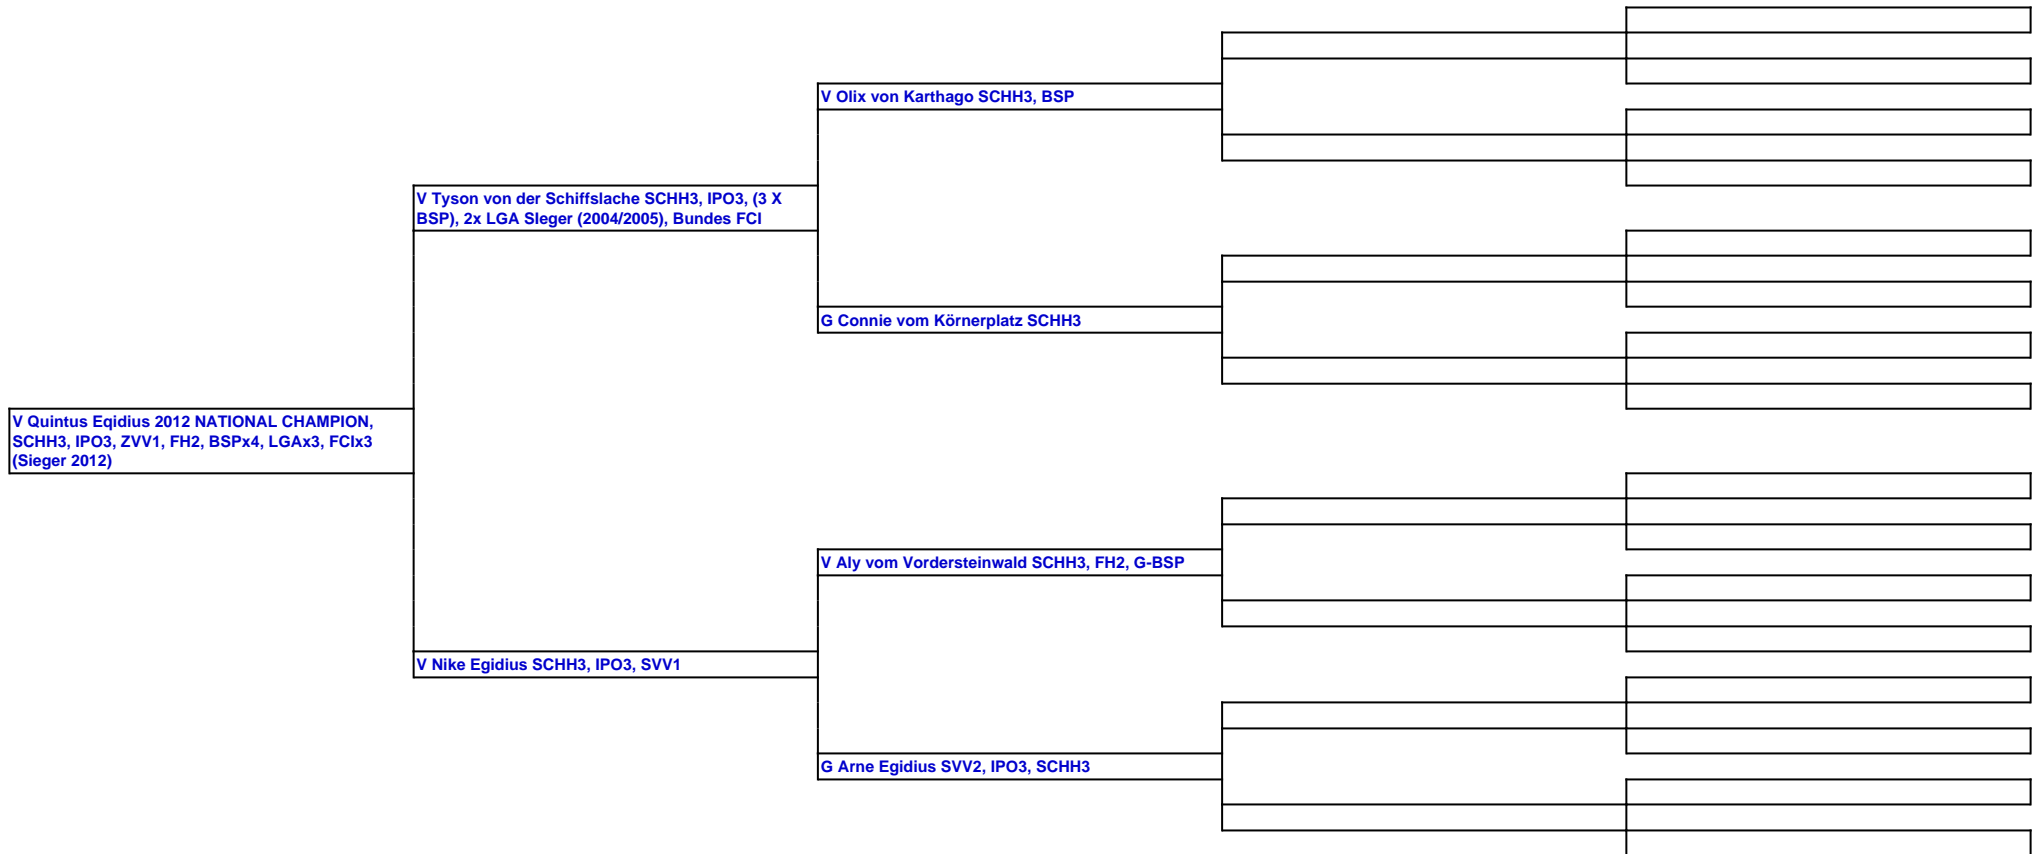 V Olix von Karthago SCHH3, BSP
V Tyson von der Schiffslache SCHH3, IPO3, (3 X
BSP), 2x LGA SIeger (2004/2005), Bundes FCI
G Connie vom Körnerplatz SCHH3
V Quintus Eqidius 2012 NATIONAL CHAMPION,
SCHH3, IPO3, ZVV1, FH2, BSPx4, LGAx3, FCIx3
(Sieger 2012)
V Aly vom Vordersteinwald SCHH3, FH2, G-BSP
V Nike Egidius SCHH3, IPO3, SVV1
G Arne Egidius SVV2, IPO3, SCHH3